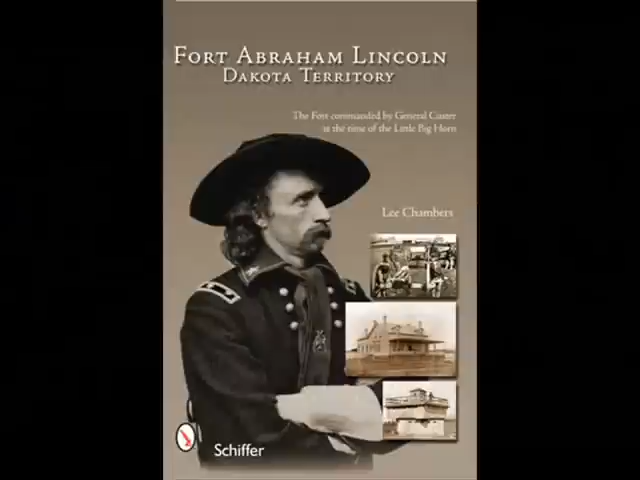 Fort Abraham Lincoln
Dakota Territory
The Fort commanded by General Custer
at the time of the Little Big Horn
Lee Chambers
Schiffer